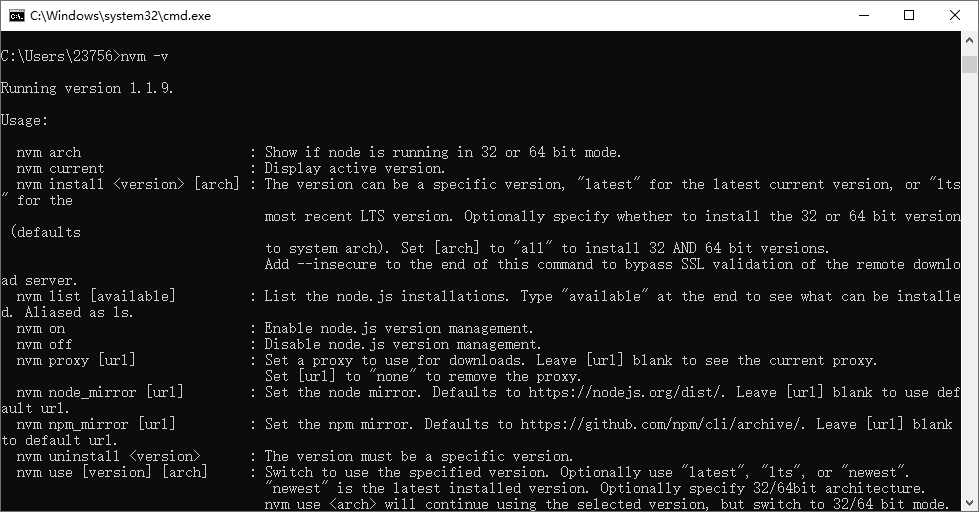 C:\Windows\system32\cmd.exe
C:\Users\23756>nvm -v
Running version 1.1.9.
Usage:
  nvm arch                     : Show if node is running in 32 or 64 bit mode.
  nvm current                  : Display active version.
  nvm install <version> [arch] : The version can be a specific version, "latest" for the latest current version, or "lts
" for the
                                 most recent LTS version. Optionally specify whether to install the 32 or 64 bit version
 (defaults
                                 to system arch). Set [arch] to "all" to install 32 AND 64 bit versions.
                                 Add --insecure to the end of this command to bypass SSL validation of the remote downlo
ad server.
  nvm list [available]         : List the node.js installations. Type "available" at the end to see what can be installe
d. Aliased as ls.
  nvm on                       : Enable node.js version management.
  nvm off                      : Disable node.js version management.
  nvm proxy [url]              : Set a proxy to use for downloads. Leave [url] blank to see the current proxy.
                                 Set [url] to "none" to remove the proxy.
  nvm node_mirror [url]        : Set the node mirror. Defaults to https://nodejs.org/dist/. Leave [url] blank to use def
ault url.
  nvm npm_mirror [url]         : Set the npm mirror. Defaults to https://github.com/npm/cli/archive/. Leave [url] blank
to default url.
  nvm uninstall <version>      : The version must be a specific version.
  nvm use [version] [arch]     : Switch to use the specified version. Optionally use "latest", "lts", or "newest".
                                 "newest" is the latest installed version. Optionally specify 32/64bit architecture.
                                 nvm use <arch> will continue using the selected version, but switch to 32/64 bit mode.